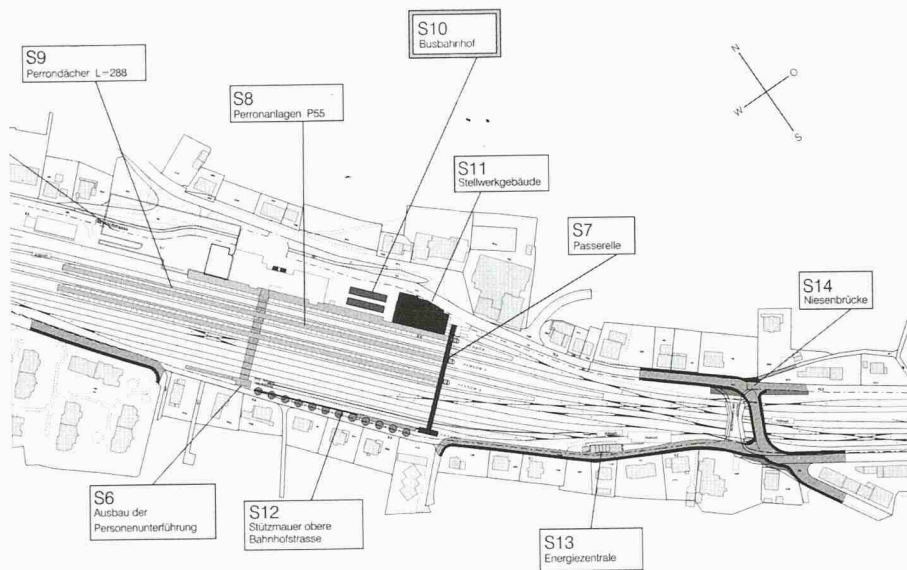 S10
Busbahnhof
S9
Perrondächer L-288
S8
Perronanlagen P55
N
O
W
S
S11
Stellwerkgebäude
S7
Passerelle
S14
Niesenbrücke
S6
Ausbau der
Personenunterführung
S12
Stützmauer obere
Bahnhofstrasse
S13
Energiezentrale